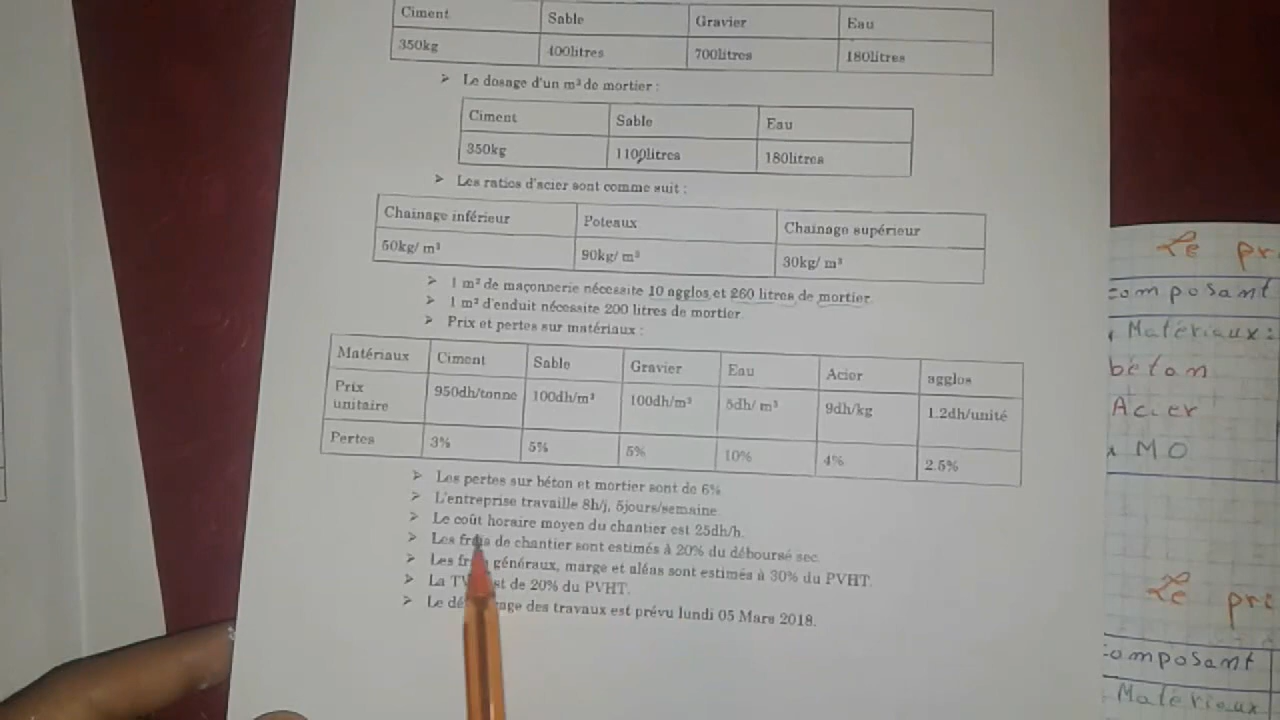 Ciment Sable Gravier Eau
350kg 400litres 700litres 180litres
➢ Le dosage d'un m³ de mortier :
Ciment Sable Eau
350kg 1100litres 180litres
➢ Les ratios d'acier sont comme suit :
Chainage inférieur Poteaux Chainage supérieur
50kg/ m³ 90kg/ m³ 30kg/ m³
➢ 1 m² de maçonnerie nécessite 10 agglos et 260 litres de mortier.
➢ 1 m² d'enduit nécessite 200 litres de mortier.
➢ Prix et pertes sur matériaux :
Matériaux Ciment Sable Gravier Eau Acier agglos
Prix unitaire 950dh/tonne 100dh/m³ 100dh/m³ 5dh/ m³ 9dh/kg 1.2dh/unité
Pertes 3% 5% 5% 10% 4% 2.5%
➢ Les pertes sur béton et mortier sont de 6%
➢ L'entreprise travaille 8h/j, 5jours/semaine
➢ Le coût horaire moyen du chantier est 25dh/h.
➢ Les frais de chantier sont estimés à 20% du déboursé sec.
➢ Les généraux, marge et aléas sont estimés à 30% du PVHT.
➢ La de 20% du PVHT.
➢ Le des travaux est prévu lundi 05 Mars 2018.
Le
composant
Matériaux :
béton
Acier
MO
Le
composant
Matériaux